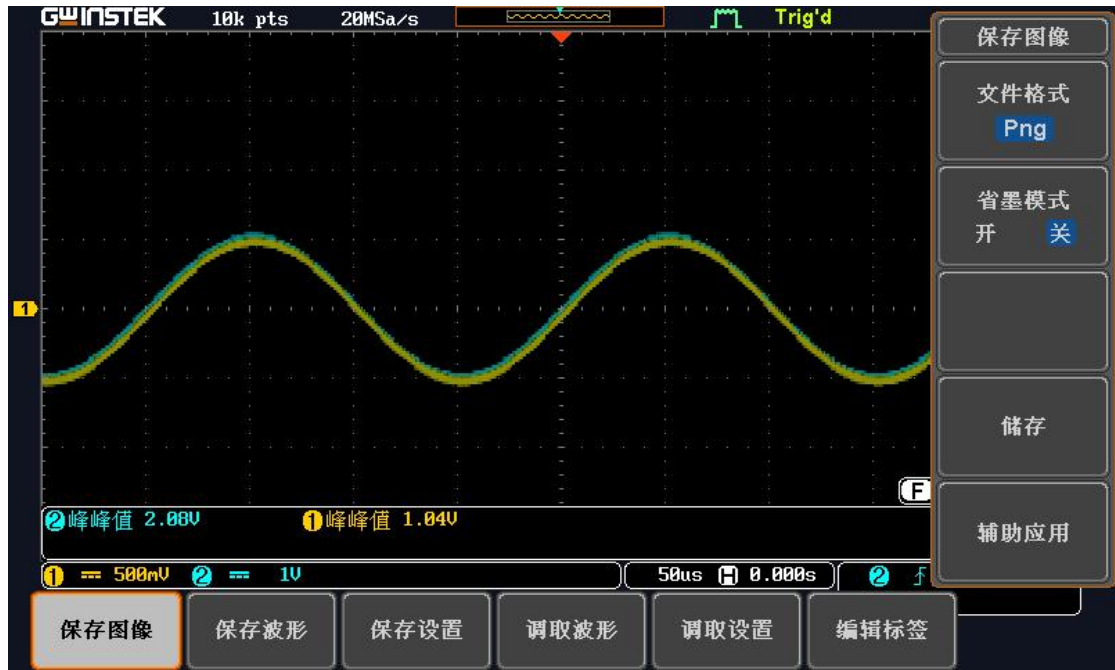 GWINSTEK 10k pts 20MSa/s Trig'd
保存图像
文件格式
Png
省墨模式
开 关
1
储存
F
2 峰峰值 2.08V 1 峰峰值 1.04V
辅助应用
1 500mV 2 1V 50us H 0.000s 2
保存图像 保存波形 保存设置 调取波形 调取设置 编辑标签